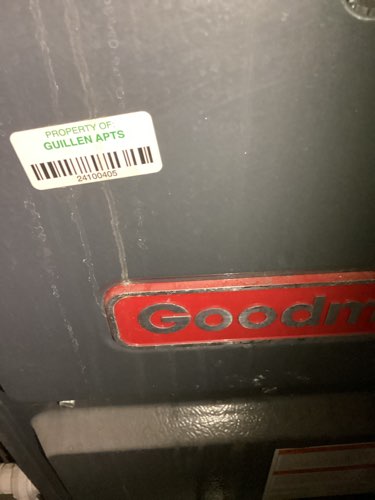 PROPERTY OF:
GUILLEN APTS
24100405
Goodm